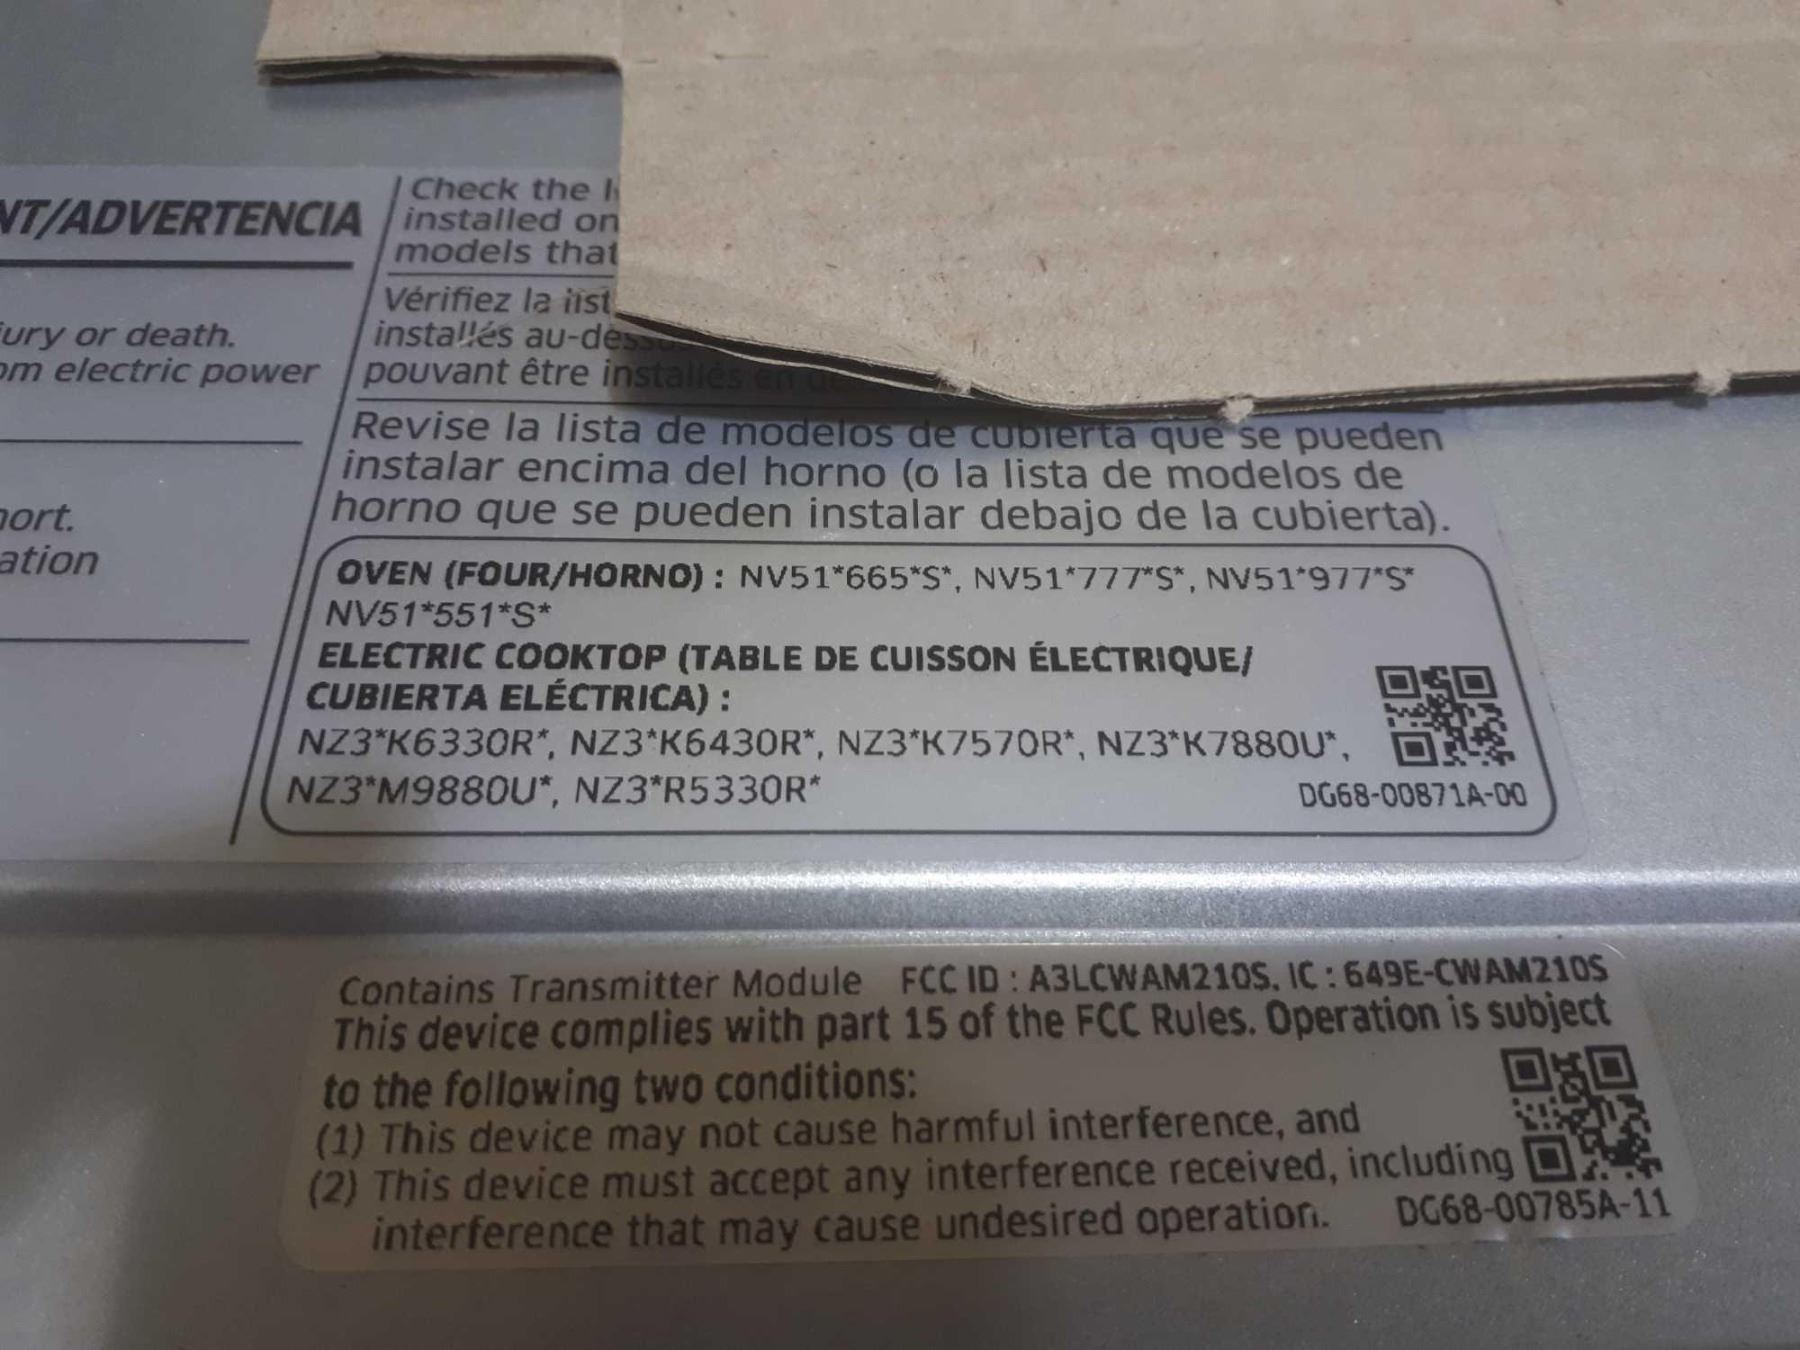 NT/ADVERTENCIA
jury or death.
om electric power
hort.
ation
Check the
installed on
models that
Vérifiez la list
installés au-dess
pouvant être installés en
Revise la lista de modelos de cubierta que se pueden
instalar encima del horno (o la lista de modelos de
horno que se pueden instalar debajo de la cubierta).
OVEN (FOUR/HORNO) : NV51*665*S*, NV51*777*S*, NV51*977*S*
NV51*551*S*
ELECTRIC COOKTOP (TABLE DE CUISSON ÉLECTRIQUE/
CUBIERTA ELÉCTRICA) :
NZ3*K6330R*, NZ3*K6430R*, NZ3*K7570R*, NZ3*K7880U*,
NZ3*M9880U*, NZ3*R5330R*
DG68-00871A-00
Contains Transmitter Module FCC ID : A3LCWAM210S, IC : 649E-CWAM210S
This device complies with part 15 of the FCC Rules. Operation is subject
to the following two conditions:
(1) This device may not cause harmful interference, and
(2) This device must accept any interference received, including
interference that may cause undesired operation.
DG68-00785A-11